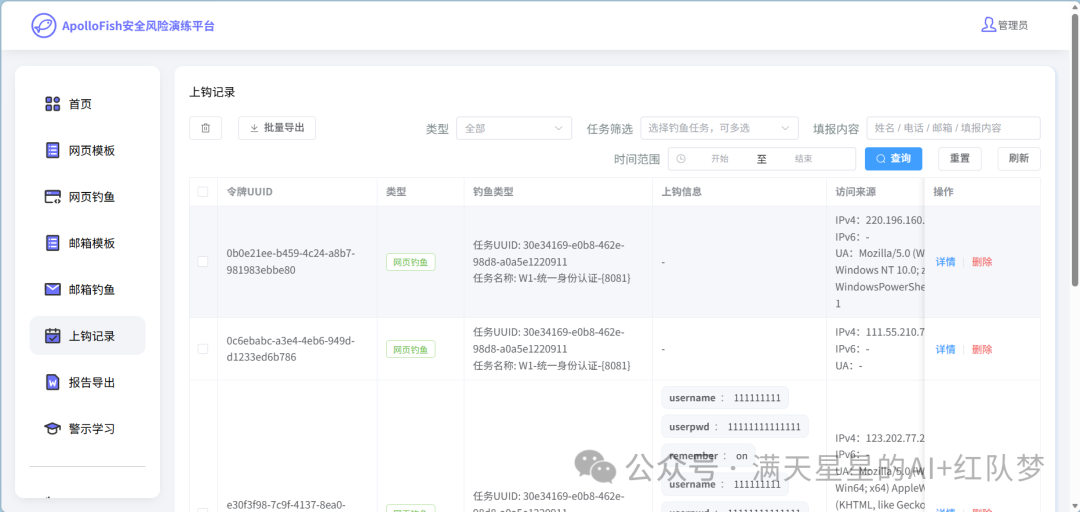 ApolloFish安全风险演练平台
管理员
首页
网页模板
网页钓鱼
邮箱模板
邮箱钓鱼
上钩记录
报告导出
警示学习
上钩记录
批量导出
类型 全部
任务筛选 选择钓鱼任务，可多选
填报内容 姓名 / 电话 / 邮箱 / 填报内容
时间范围 开始 至 结束
查询 重置 刷新
令牌UUID 类型 钓鱼类型 上钩信息 访问来源 操作
0b0e21ee-b459-4c24-a8b7-
981983ebbe80
网页钓鱼
任务UUID: 30e34169-e0b8-462e-
98d8-a0a5e1220911
任务名称: W1-统一身份认证-{8081}
-
IPv4：220.196.160.
IPv6：-
UA：Mozilla/5.0 (W
Windows NT 10.0; z
WindowsPowerShe
1
详情 删除
0c6ebabc-a3e4-4eb6-949d-
d1233ed6b786
网页钓鱼
任务UUID: 30e34169-e0b8-462e-
98d8-a0a5e1220911
任务名称: W1-统一身份认证-{8081}
-
IPv4：111.55.210.7
IPv6：-
UA：-
详情 删除
e30f3f98-7c9f-4137-8ea0-
网页钓鱼
任务UUID: 30e34169-e0b8-462e-
username ： 111111111
userpwd ： 11111111111111
remember ： on
username ： 111111111
IPv4：123.202.77.2
IPv6：-
UA：Mozilla/5.0 (W
Win64; x64) AppleW
(KHTML, like Gecko
公众号 · 满天星星的AI+红队梦